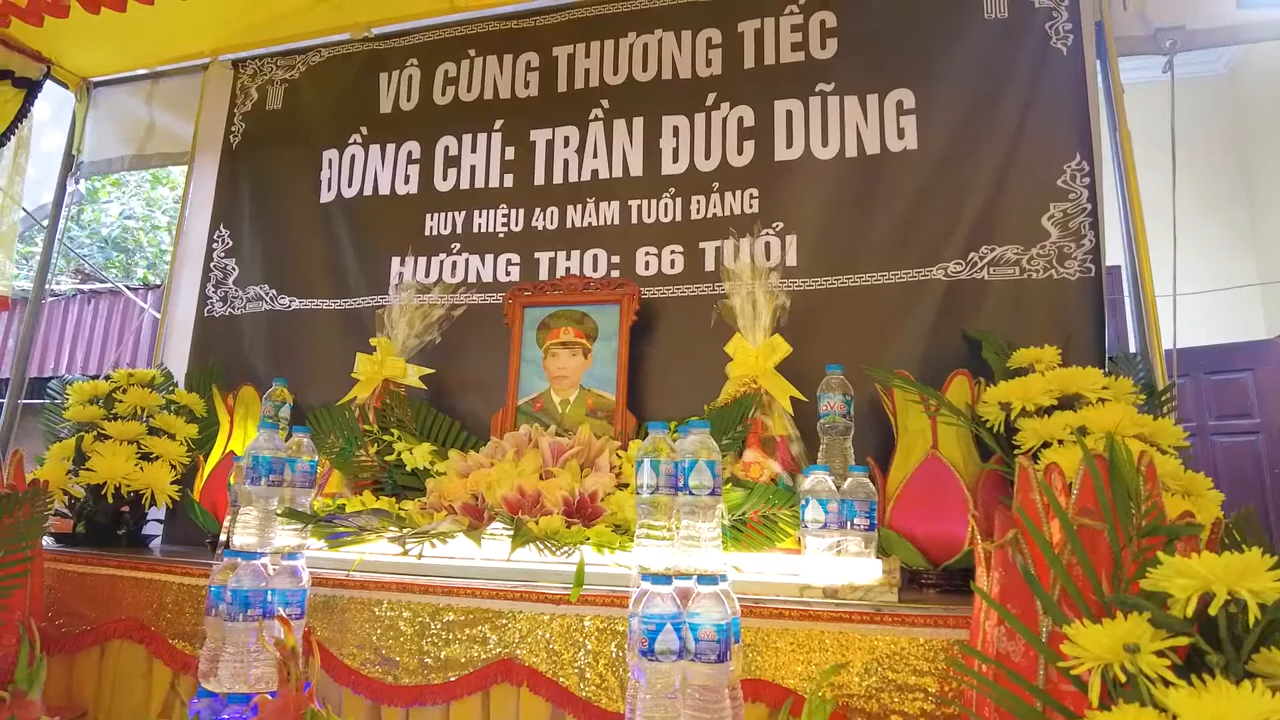 VÔ CÙNG THƯƠNG TIẾC
ĐỒNG CHÍ: TRẦN ĐỨC DŨNG
HUY HIỆU 40 NĂM TUỔI ĐẢNG
HƯỞNG THỌ: 66 TUỔI